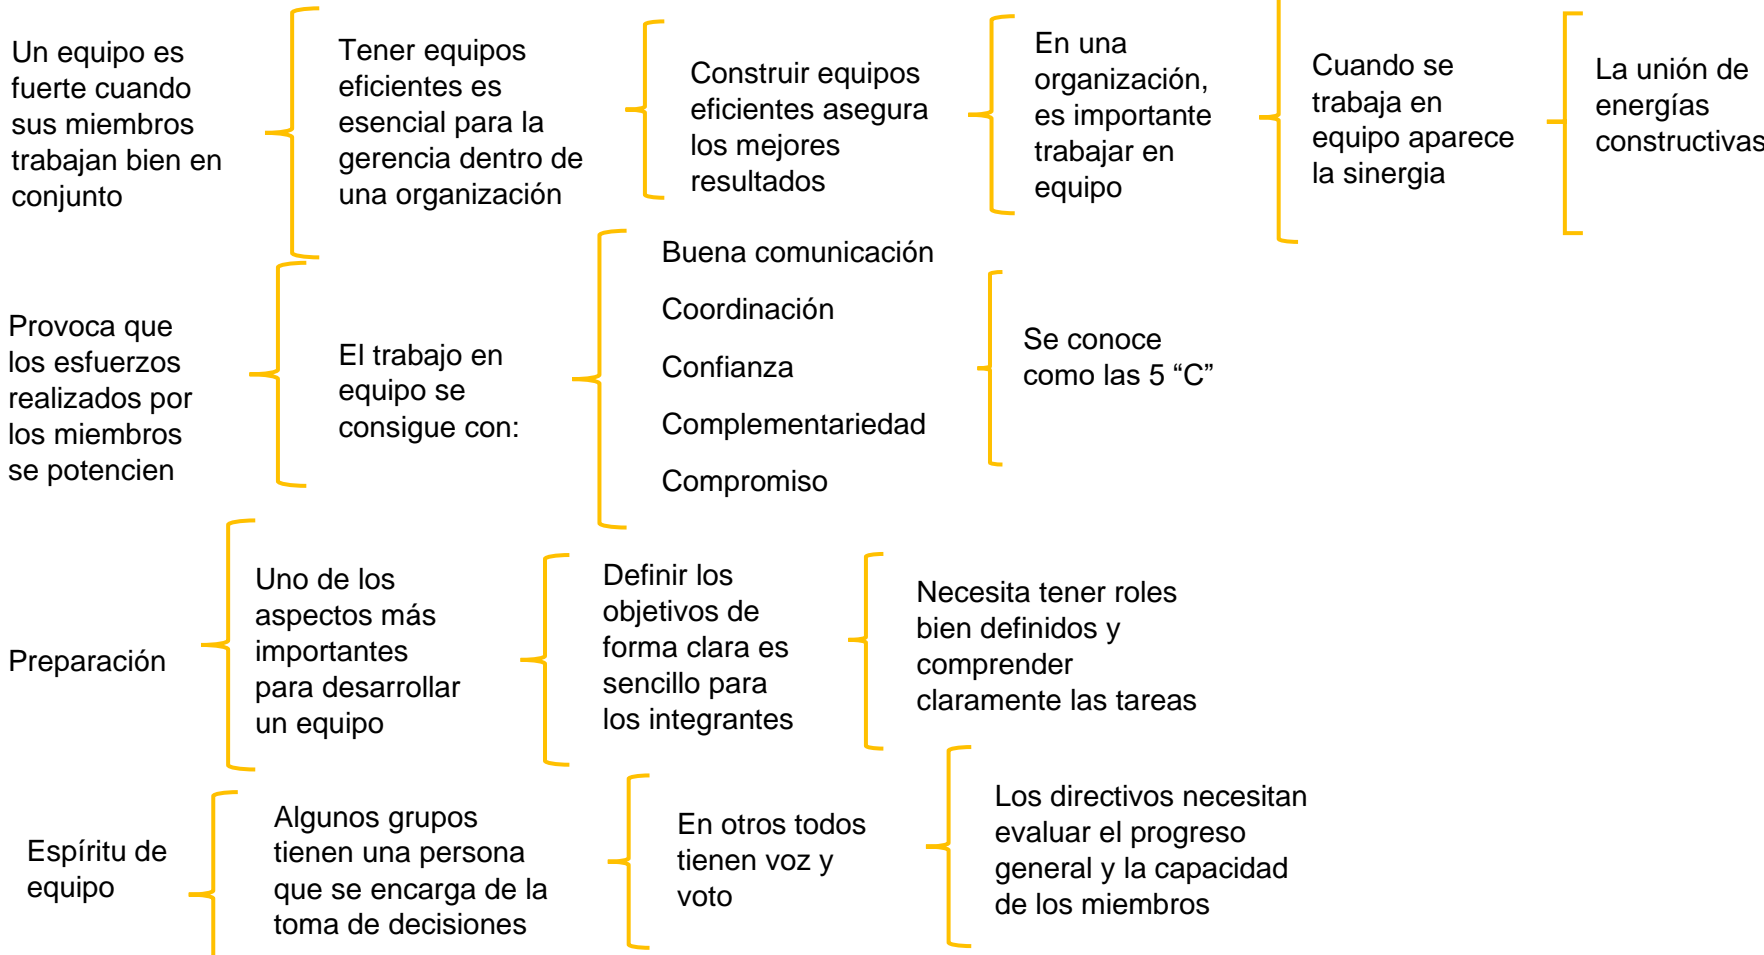 Un equipo es
fuerte cuando
sus miembros
trabajan bien en
conjunto
Tener equipos
eficientes es
esencial para la
gerencia dentro de
una organización
Construir equipos
eficientes asegura
los mejores
resultados
En una
organización,
es importante
trabajar en
equipo
Cuando se
trabaja en
equipo aparece
la sinergia
La unión de
energías
constructivas
Provoca que
los esfuerzos
realizados por
los miembros
se potencien
El trabajo en
equipo se
consigue con:
Buena comunicación
Coordinación
Confianza
Complementariedad
Compromiso
Se conoce
como las 5 “C”
Preparación
Uno de los
aspectos más
importantes
para desarrollar
un equipo
Definir los
objetivos de
forma clara es
sencillo para
los integrantes
Necesita tener roles
bien definidos y
comprender
claramente las tareas
Espíritu de
equipo
Algunos grupos
tienen una persona
que se encarga de la
toma de decisiones
En otros todos
tienen voz y
voto
Los directivos necesitan
evaluar el progreso
general y la capacidad
de los miembros